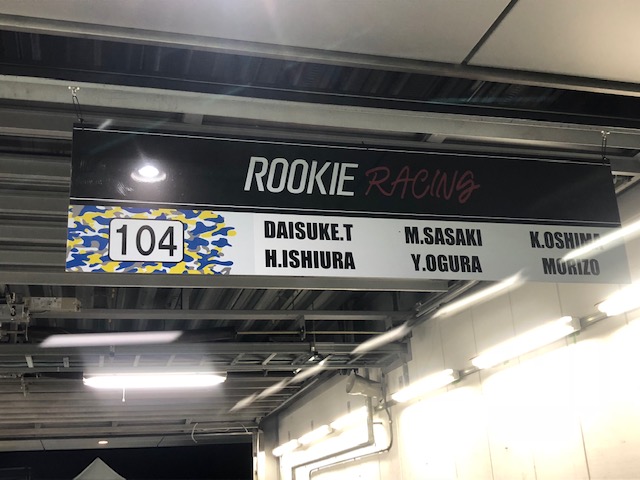 ROOKIE RACING
104
DAISUKE.T M.SASAKI K.OSHIMA
H.ISHIURA Y.OGURA MORIZO